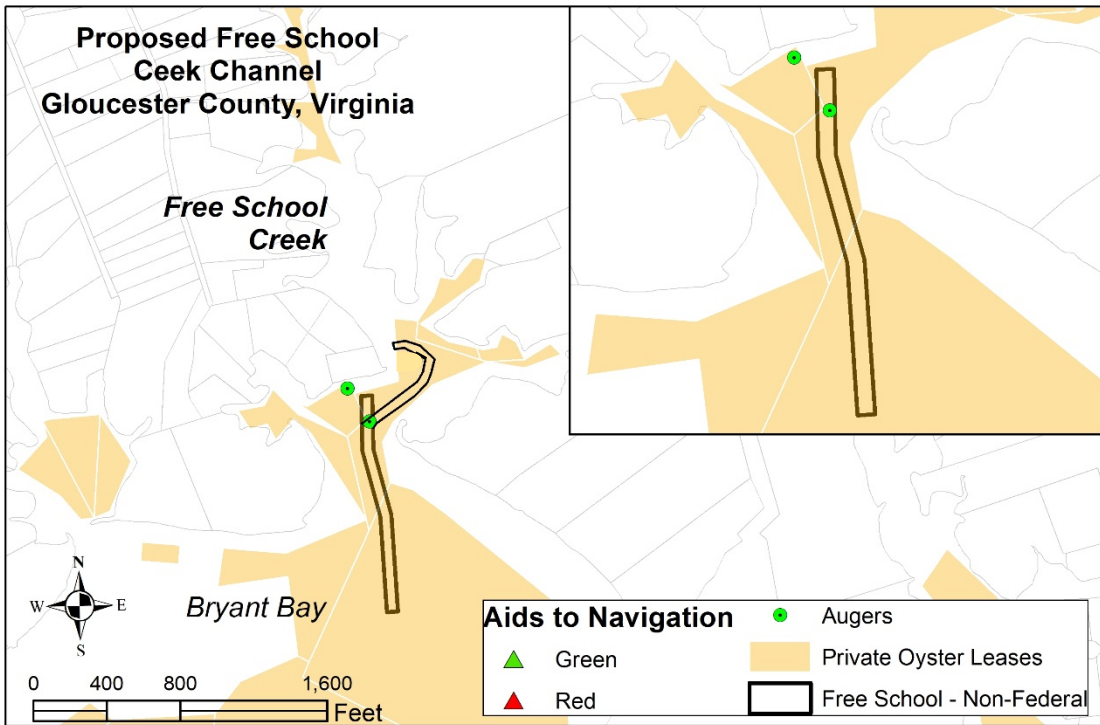 Proposed Free School
Ceek Channel
Gloucester County, Virginia
Free School
Creek
Bryant Bay
N
W E
S
0 400 800 1,600
Feet
Aids to Navigation
Green
Red
Augers
Private Oyster Leases
Free School - Non-Federal